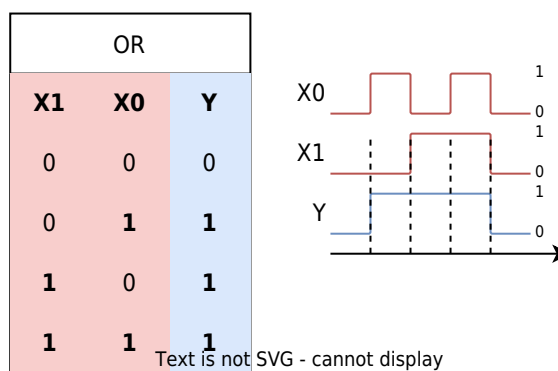 OR
X1 X0 Y
0 0 0
0 1 1
1 0 1
1 1 1
X0
1
0
X1
1
0
Y
1
0
Text is not SVG - cannot display